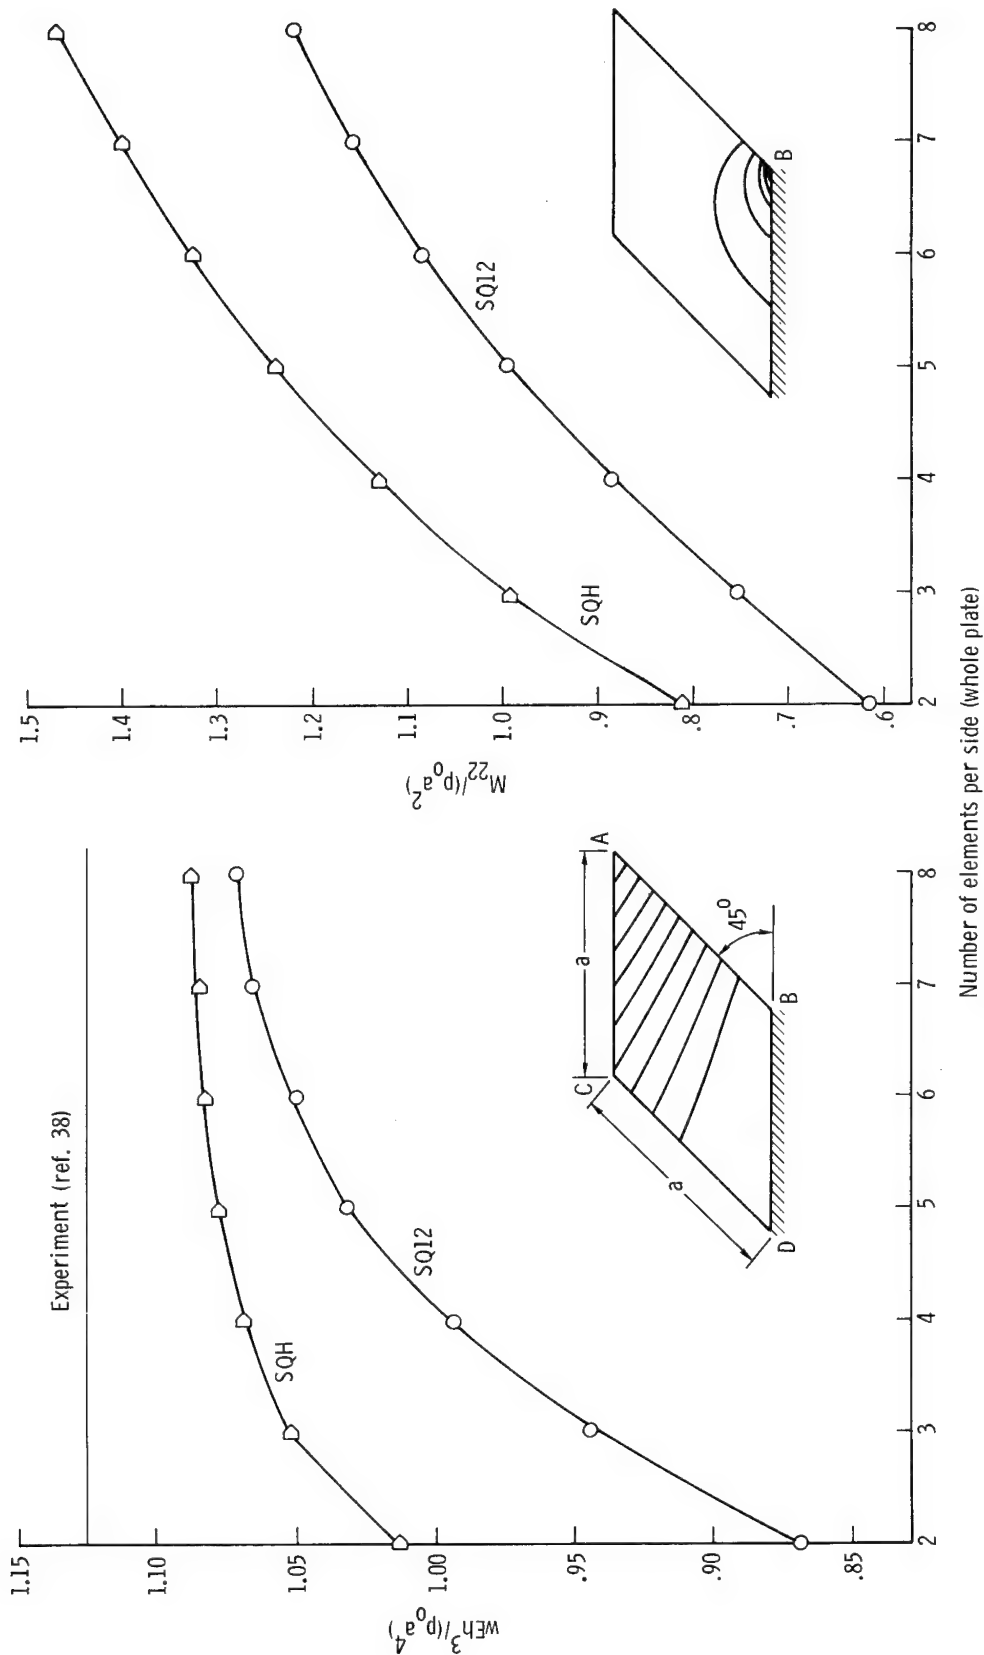 wEh³/(p₀a⁴)
1.15
1.10
1.05
1.00
.95
.90
.85
2
3
4
5
6
7
8
Experiment (ref. 38)
SQH
SQ12
C
a
A
a
45⁰
D
B
M₂₂/(p₀a²)
1.5
1.4
1.3
1.2
1.1
1.0
.9
.8
.7
.6
2
3
4
5
6
7
8
SQH
SQ12
B
Number of elements per side (whole plate)